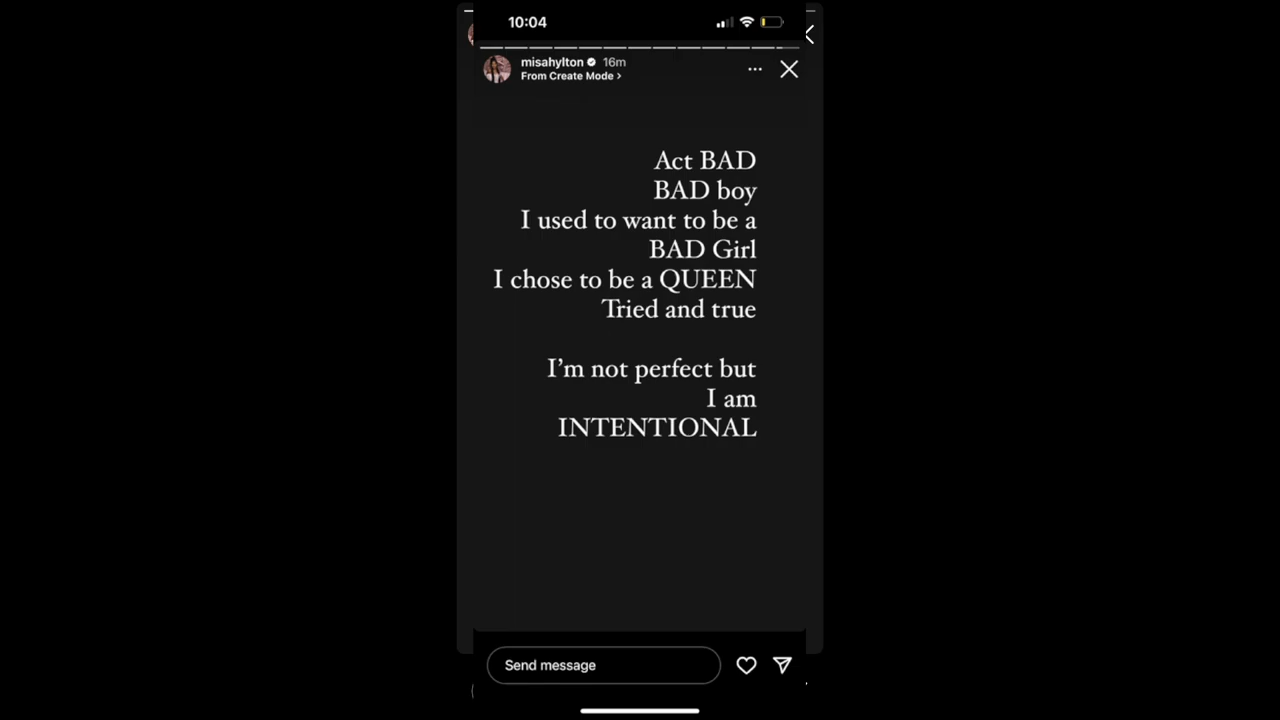 10:04
misahylton 16m
From Create Mode >
Act BAD
BAD boy
I used to want to be a
BAD Girl
I chose to be a QUEEN
Tried and true
I'm not perfect but
I am
INTENTIONAL
Send message